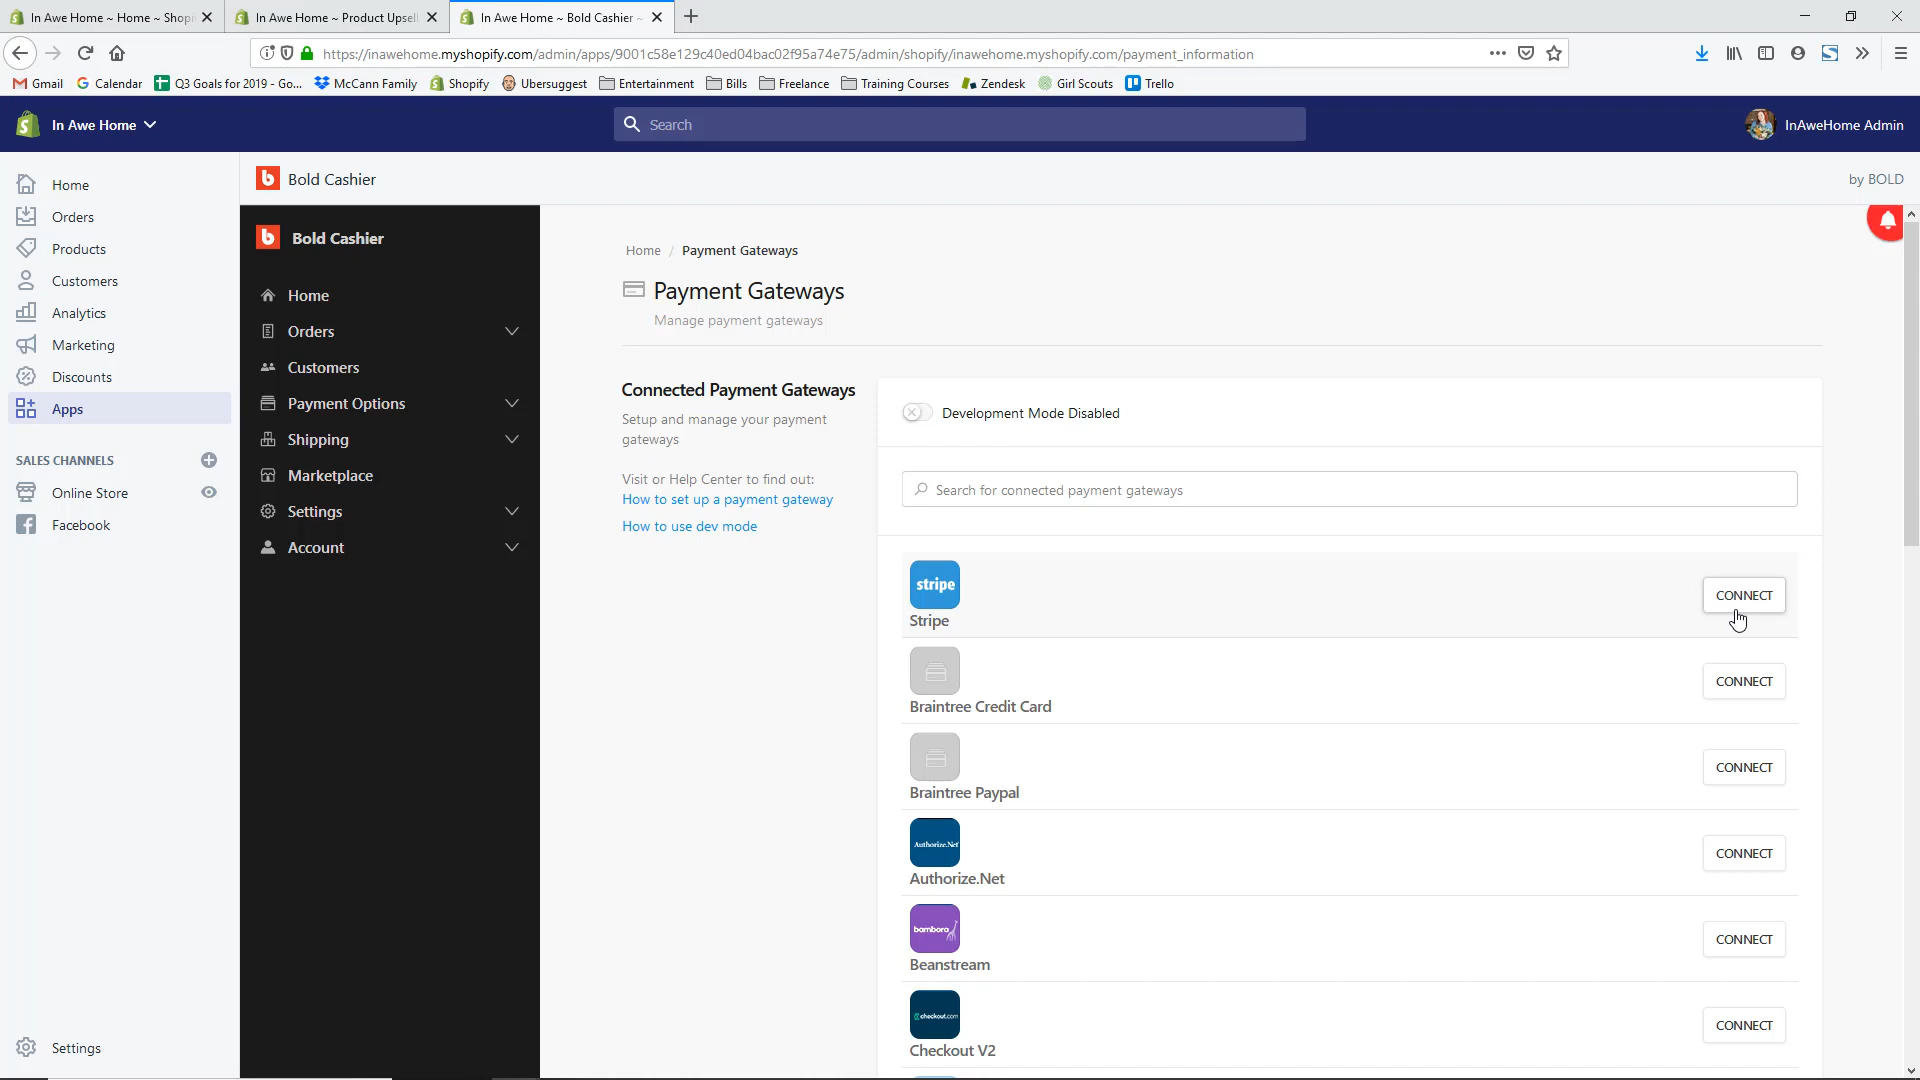 In Awe Home ~ Home ~ Shopi
In Awe Home ~ Product Upsell
In Awe Home ~ Bold Cashier ~
https://inawehome.myshopify.com/admin/apps/9001c58e129c40ed04bac02f95a74e75/admin/shopify/inawehome.myshopify.com/payment_information
Gmail
Calendar
Q3 Goals for 2019 - Go...
McCann Family
Shopify
Ubersuggest
Entertainment
Bills
Freelance
Training Courses
Zendesk
Girl Scouts
Trello
In Awe Home
Search
InAweHome Admin
Home
Orders
Products
Customers
Analytics
Marketing
Discounts
Apps
SALES CHANNELS
Online Store
Facebook
Settings
Bold Cashier
by BOLD
Bold Cashier
Home
Orders
Customers
Payment Options
Shipping
Marketplace
Settings
Account
Home / Payment Gateways
Payment Gateways
Manage payment gateways
Connected Payment Gateways
Setup and manage your payment
gateways
Visit or Help Center to find out:
How to set up a payment gateway
How to use dev mode
Development Mode Disabled
Search for connected payment gateways
stripe
Stripe
CONNECT
Braintree Credit Card
CONNECT
Braintree Paypal
CONNECT
Authorize.Net
Authorize.Net
CONNECT
bambora
Beanstream
CONNECT
checkout.com
Checkout V2
CONNECT